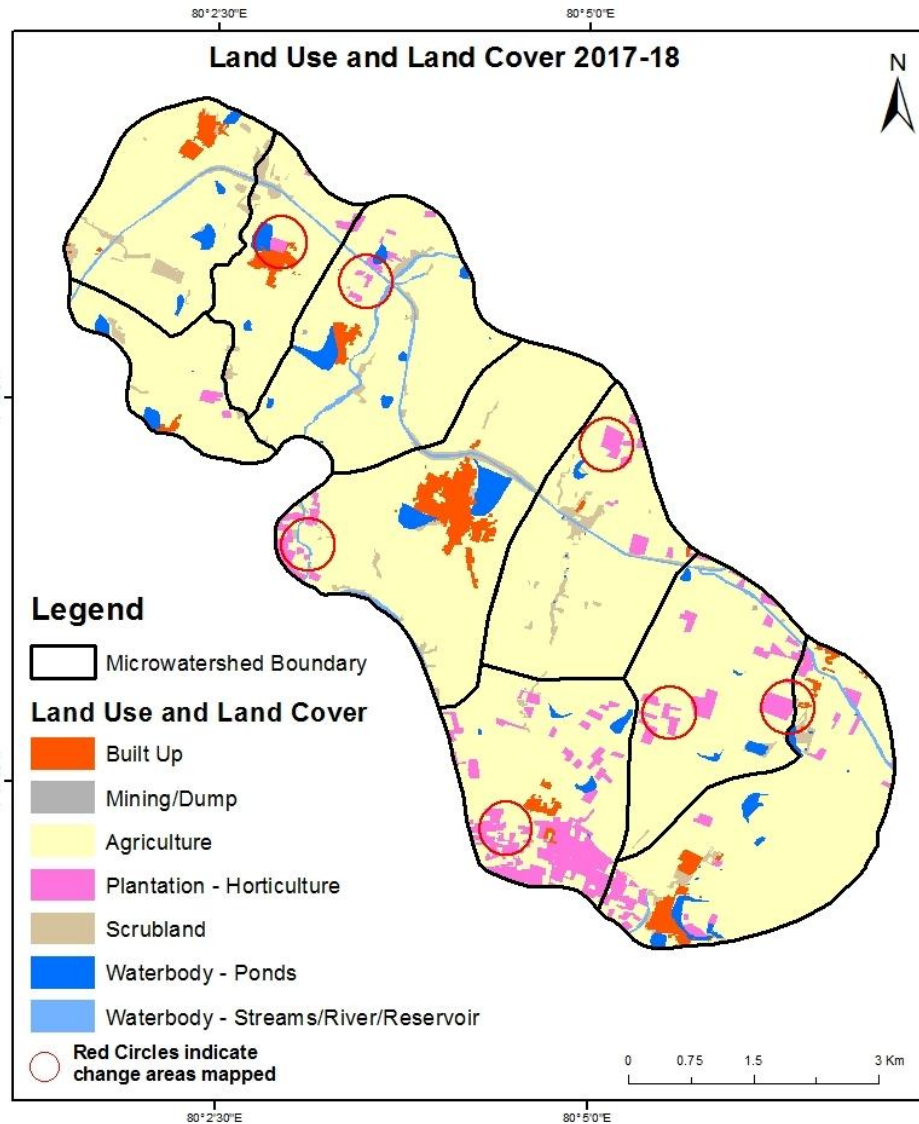 80°2'30"E
80°5'0"E
Land Use and Land Cover 2017-18
N
Legend
Microwatershed Boundary
Land Use and Land Cover
Built Up
Mining/Dump
Agriculture
Plantation - Horticulture
Scrubland
Waterbody - Ponds
Waterbody - Streams/River/Reservoir
Red Circles indicate
change areas mapped
0 0.75 1.5 3 Km
80°2'30"E
80°5'0"E